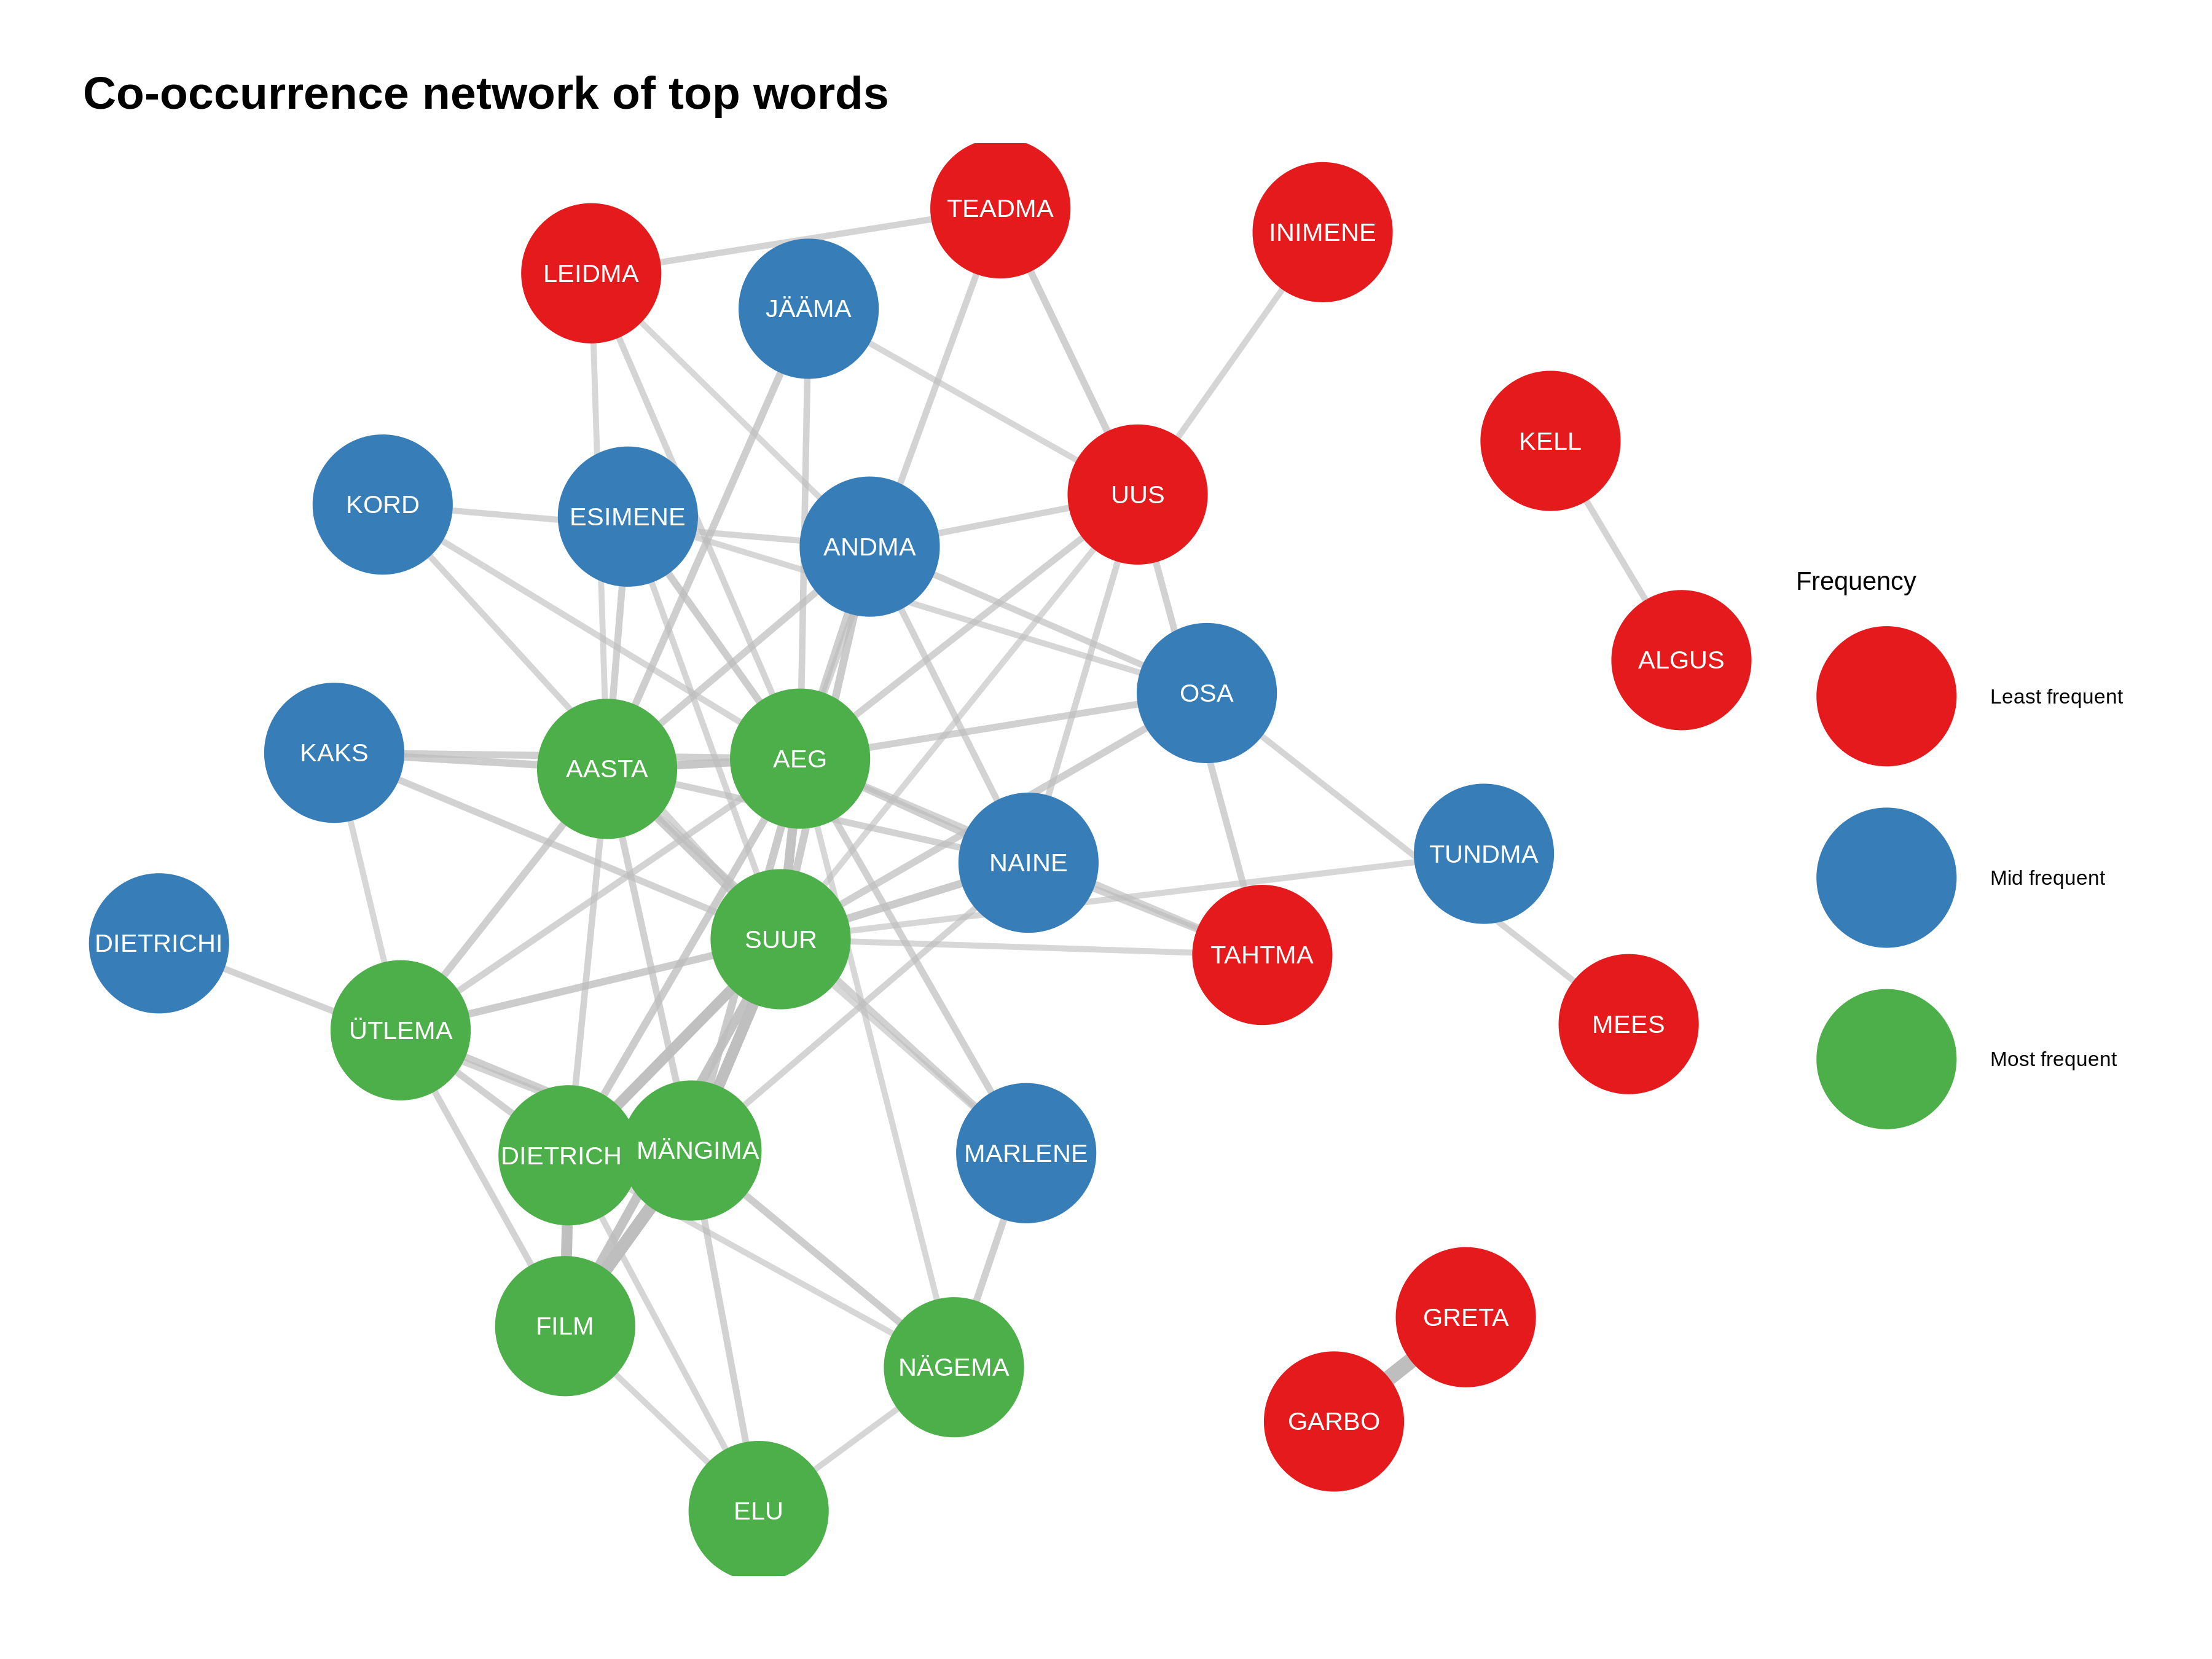 Co-occurrence network of top words
TEADMA
INIMENE
LEIDMA
JÄÄMA
KELL
UUS
KORD
ESIMENE
ANDMA
Frequency
ALGUS
OSA
Least frequent
KAKS
AEG
AASTA
TUNDMA
NAINE
Mid frequent
DIETRICHI
SUUR
TAHTMA
MEES
ÜTLEMA
Most frequent
DIETRICH
MÄNGIMA
MARLENE
GRETA
FILM
NÄGEMA
GARBO
ELU